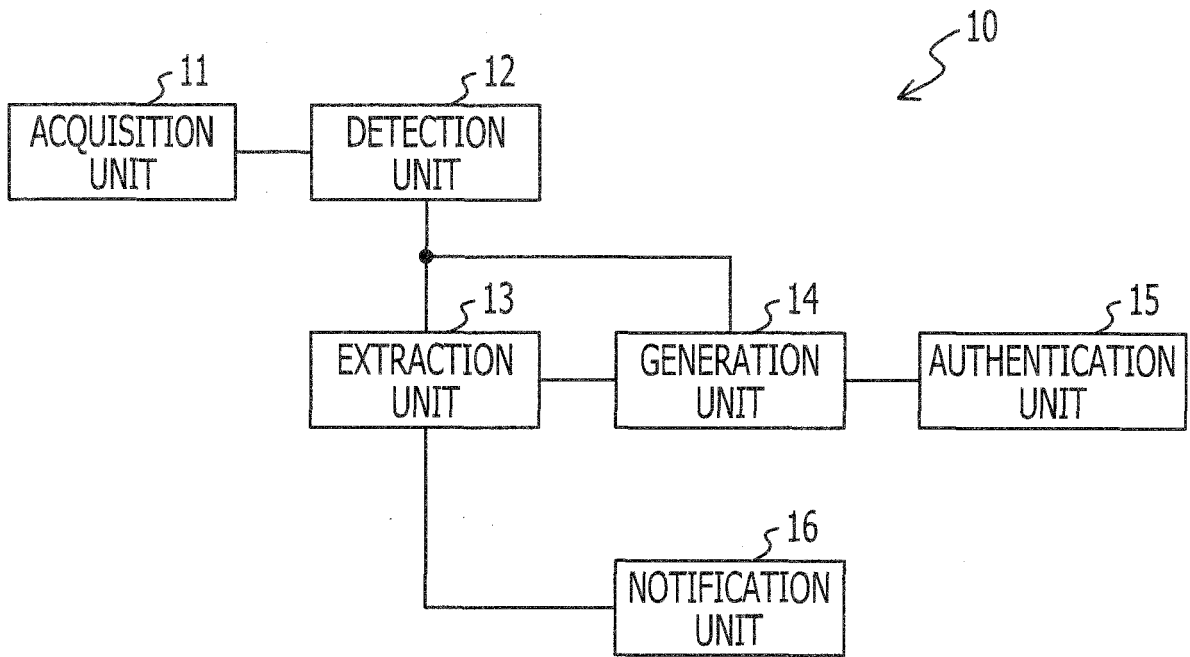 10
11
12
ACQUISITION
UNIT
DETECTION
UNIT
13
14
15
EXTRACTION
UNIT
GENERATION
UNIT
AUTHENTICATION
UNIT
16
NOTIFICATION
UNIT